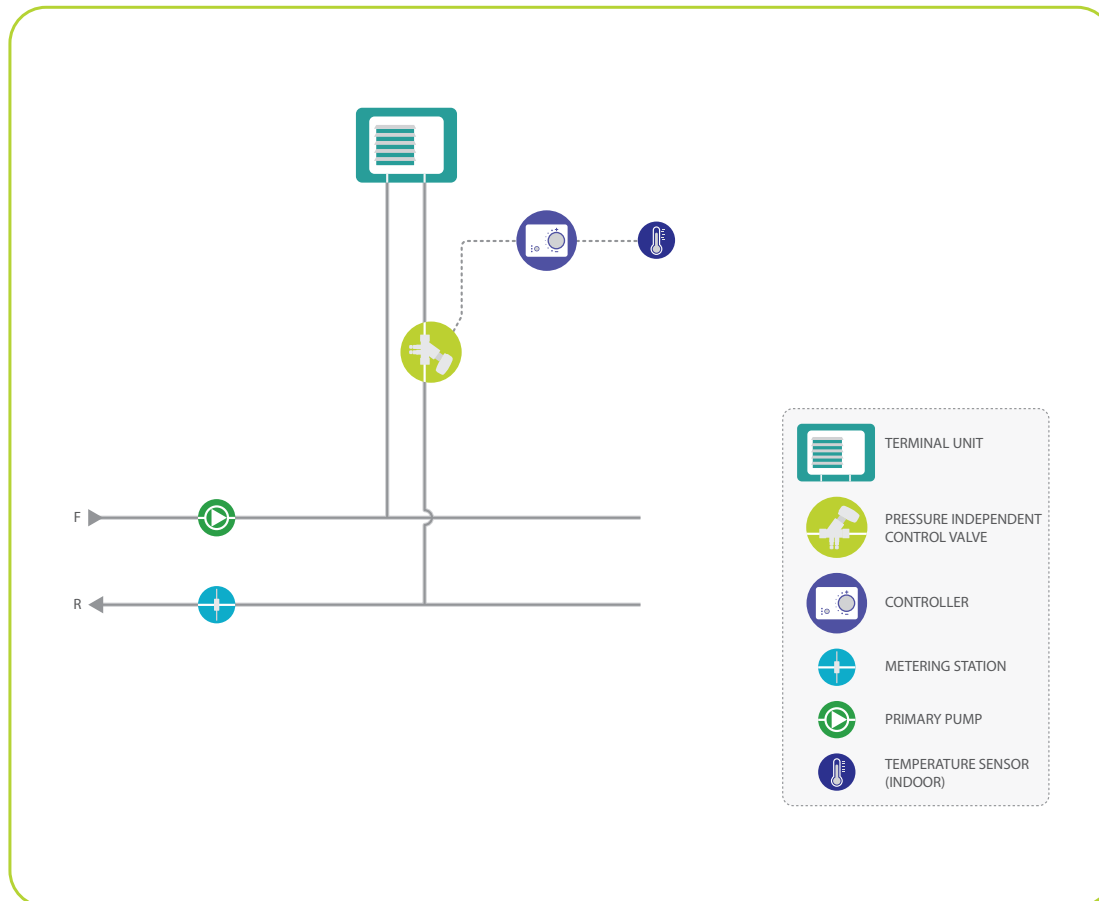 F
R
TERMINAL UNIT
PRESSURE INDEPENDENT
CONTROL VALVE
CONTROLLER
METERING STATION
PRIMARY PUMP
TEMPERATURE SENSOR
(INDOOR)